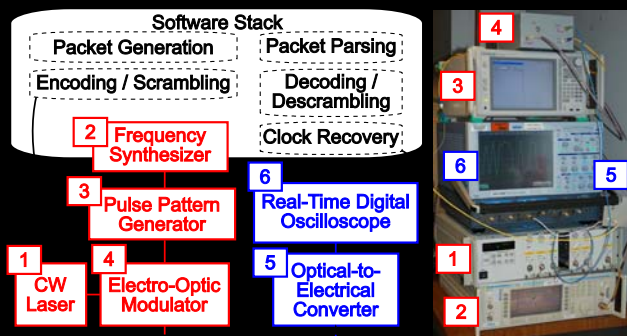 Software Stack
Packet Generation
Encoding / Scrambling
Packet Parsing
Decoding /
Descrambling
Clock Recovery
2
Frequency
Synthesizer
3
Pulse Pattern
Generator
1
CW
Laser
4
Electro-Optic
Modulator
6
Real-Time Digital
Oscilloscope
5
Optical-to-
Electrical
Converter
4
3
6
5
1
2